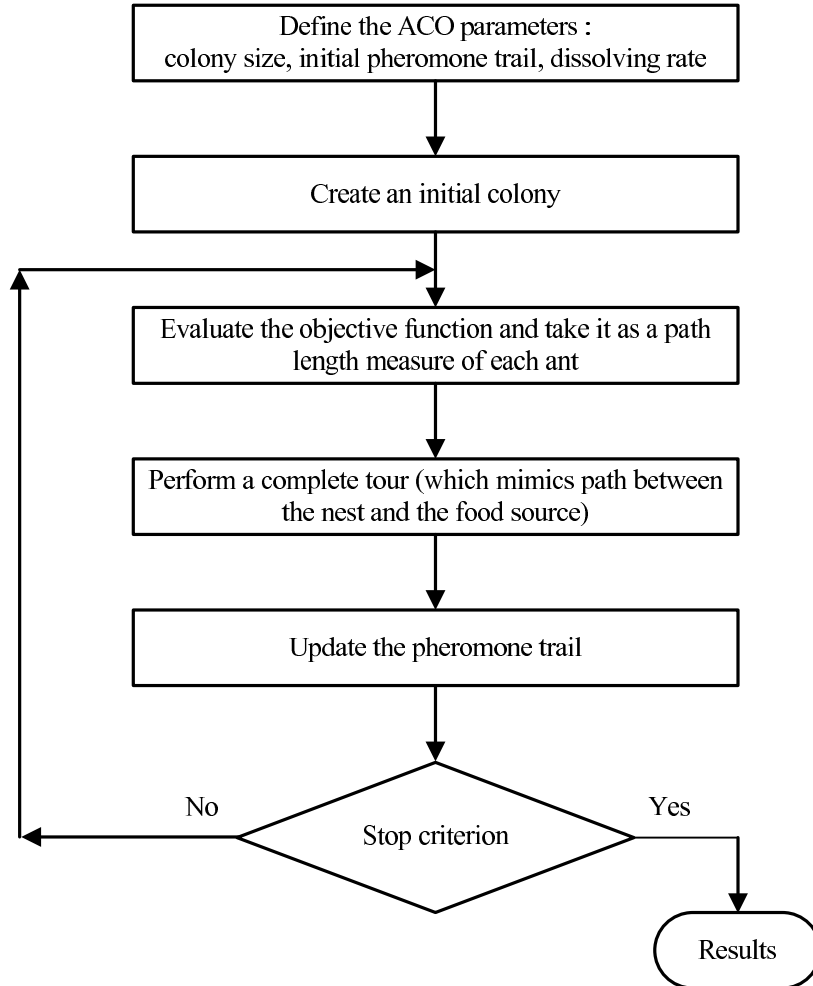 Define the ACO parameters :
colony size, initial pheromone trail, dissolving rate
Create an initial colony
Evaluate the objective function and take it as a path
length measure of each ant
Perform a complete tour (which mimics path between
the nest and the food source)
Update the pheromone trail
No
Yes
Stop criterion
Results